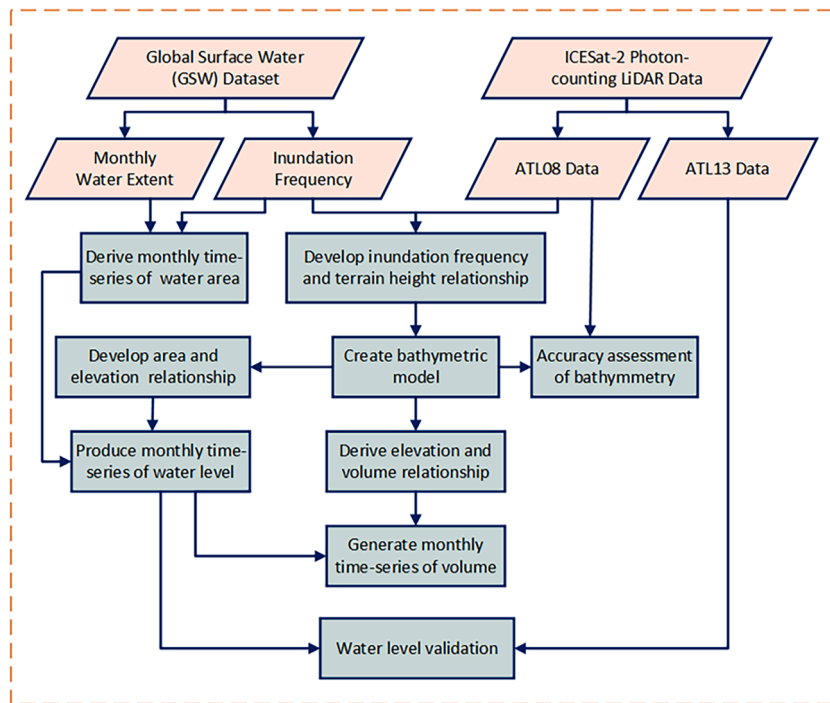 Global Surface Water
(GSW) Dataset
ICESat-2 Photon-
counting LiDAR Data
Monthly
Water Extent
Inundation
Frequency
ATL08 Data
ATL13 Data
Derive monthly time-
series of water area
Develop inundation frequency
and terrain height relationship
Develop area and
elevation relationship
Create bathymetric
model
Accuracy assessment
of bathymmetry
Produce monthly time-
series of water level
Derive elevation and
volume relationship
Generate monthly
time-series of volume
Water level validation